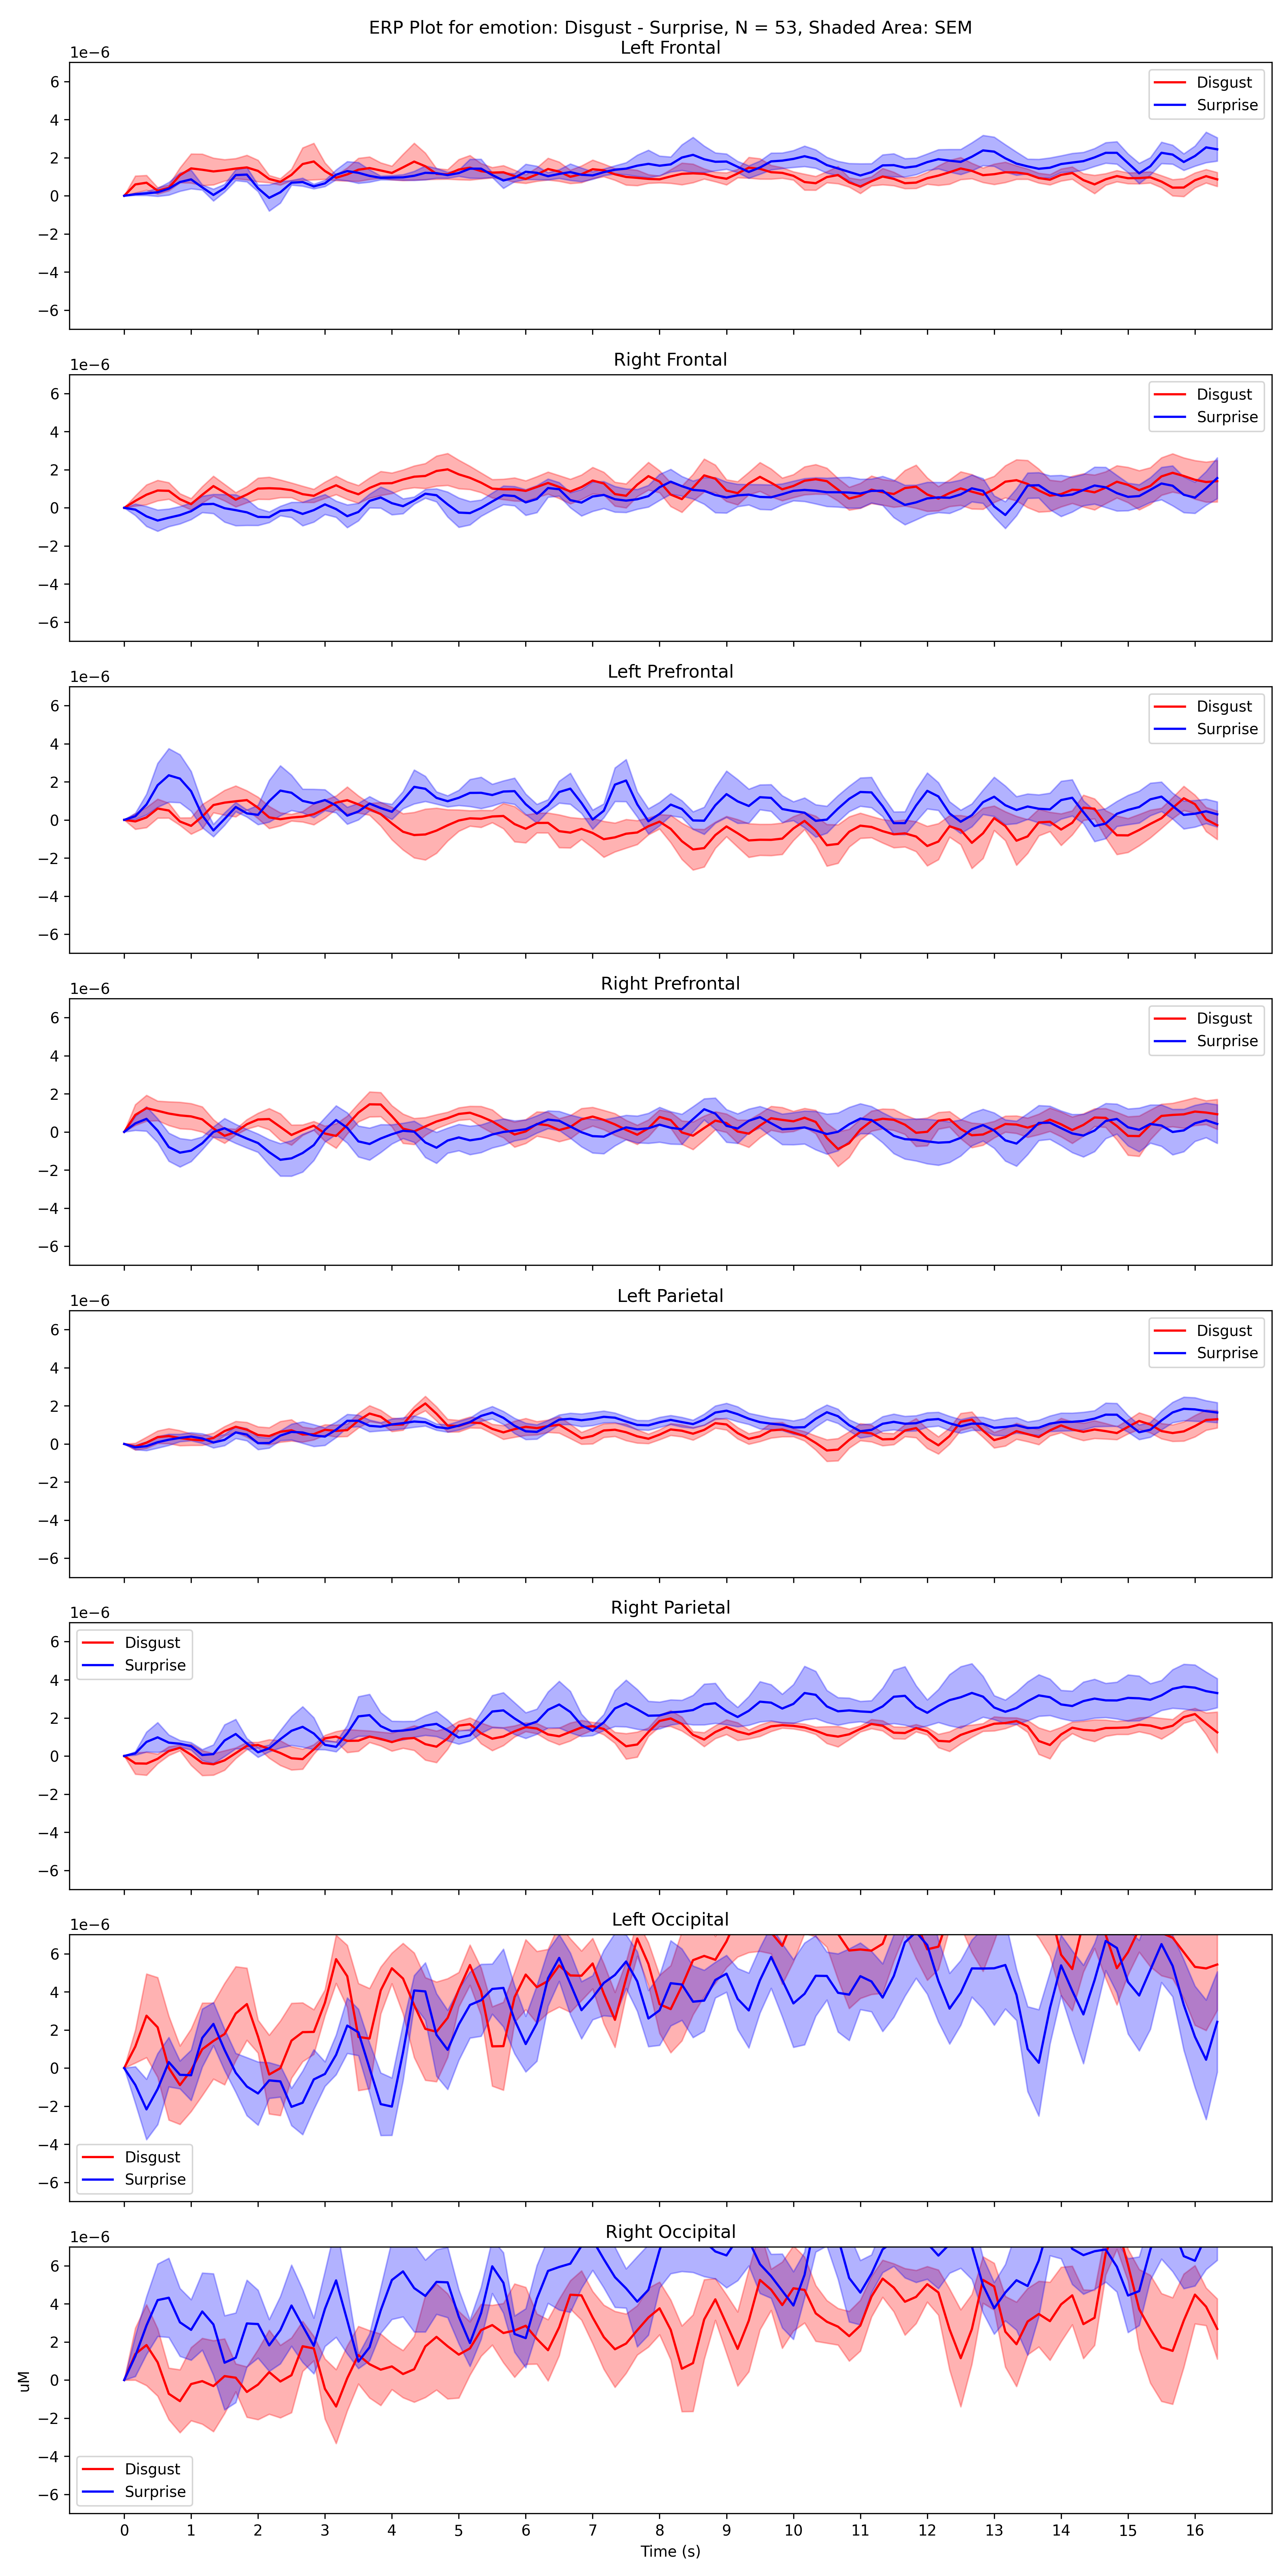 ERP Plot for emotion: Disgust - Surprise, N = 53, Shaded Area: SEM
Left Frontal
1e−6
6
4
2
0
−2
−4
−6
Disgust
Surprise
Right Frontal
1e−6
6
4
2
0
−2
−4
−6
Disgust
Surprise
Left Prefrontal
1e−6
6
4
2
0
−2
−4
−6
Disgust
Surprise
Right Prefrontal
1e−6
6
4
2
0
−2
−4
−6
Disgust
Surprise
Left Parietal
1e−6
6
4
2
0
−2
−4
−6
Disgust
Surprise
Right Parietal
1e−6
6
4
2
0
−2
−4
−6
Disgust
Surprise
Left Occipital
1e−6
6
4
2
0
−2
−4
−6
Disgust
Surprise
Right Occipital
1e−6
6
4
2
0
−2
−4
−6
uM
Disgust
Surprise
0 1 2 3 4 5 6 7 8 9 10 11 12 13 14 15 16
Time (s)